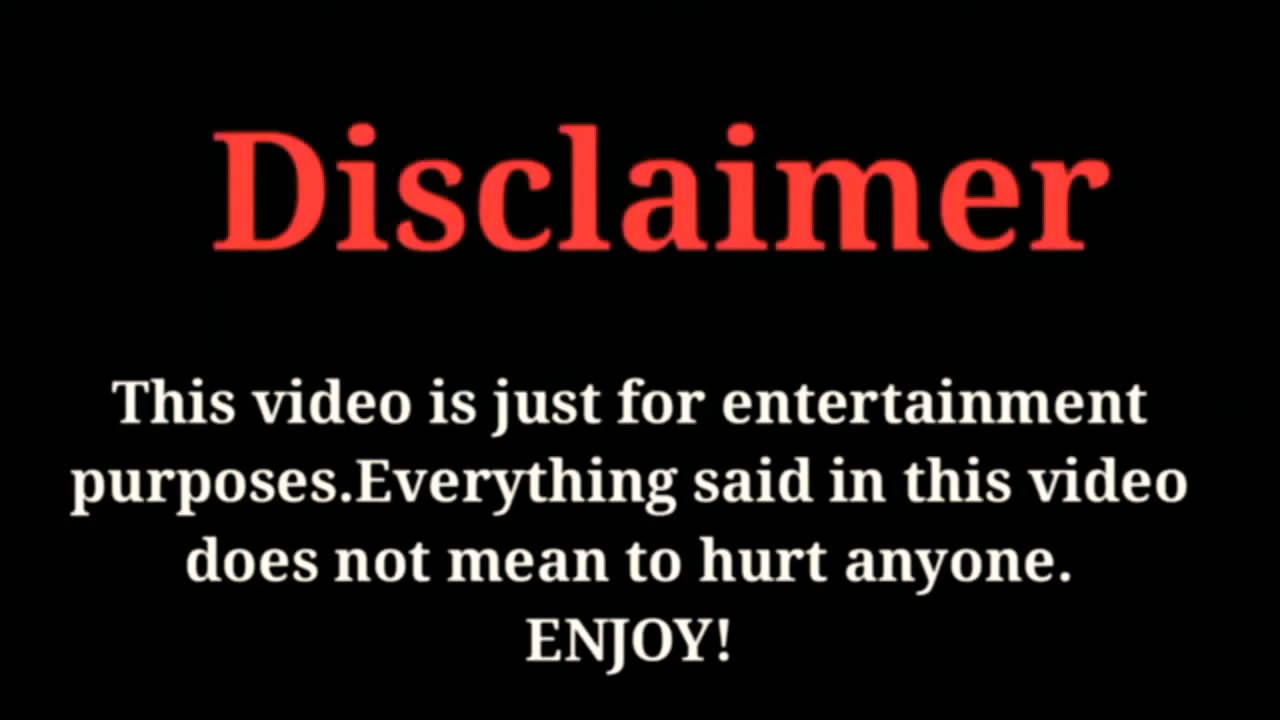 Disclaimer
This video is just for entertainment
purposes.Everything said in this video
does not mean to hurt anyone.
ENJOY!